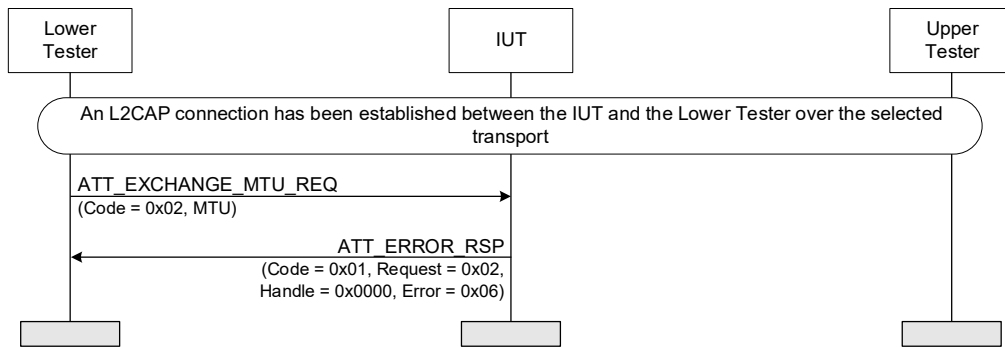 Lower
Tester
IUT
Upper
Tester
An L2CAP connection has been established between the IUT and the Lower Tester over the selected
transport
ATT_EXCHANGE_MTU_REQ
(Code = 0x02, MTU)
ATT_ERROR_RSP
(Code = 0x01, Request = 0x02,
Handle = 0x0000, Error = 0x06)